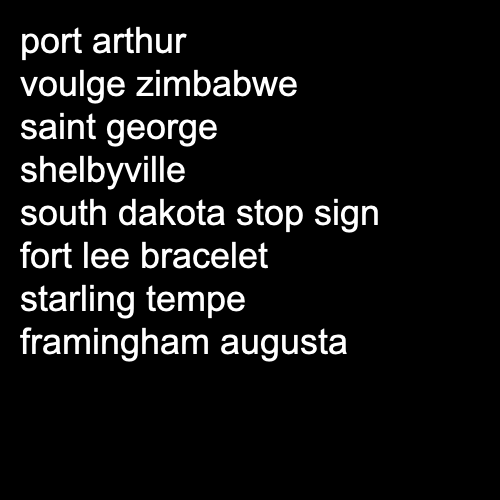 port arthur
voulge zimbabwe
saint george
shelbyville
south dakota stop sign
fort lee bracelet
starling tempe
framingham augusta